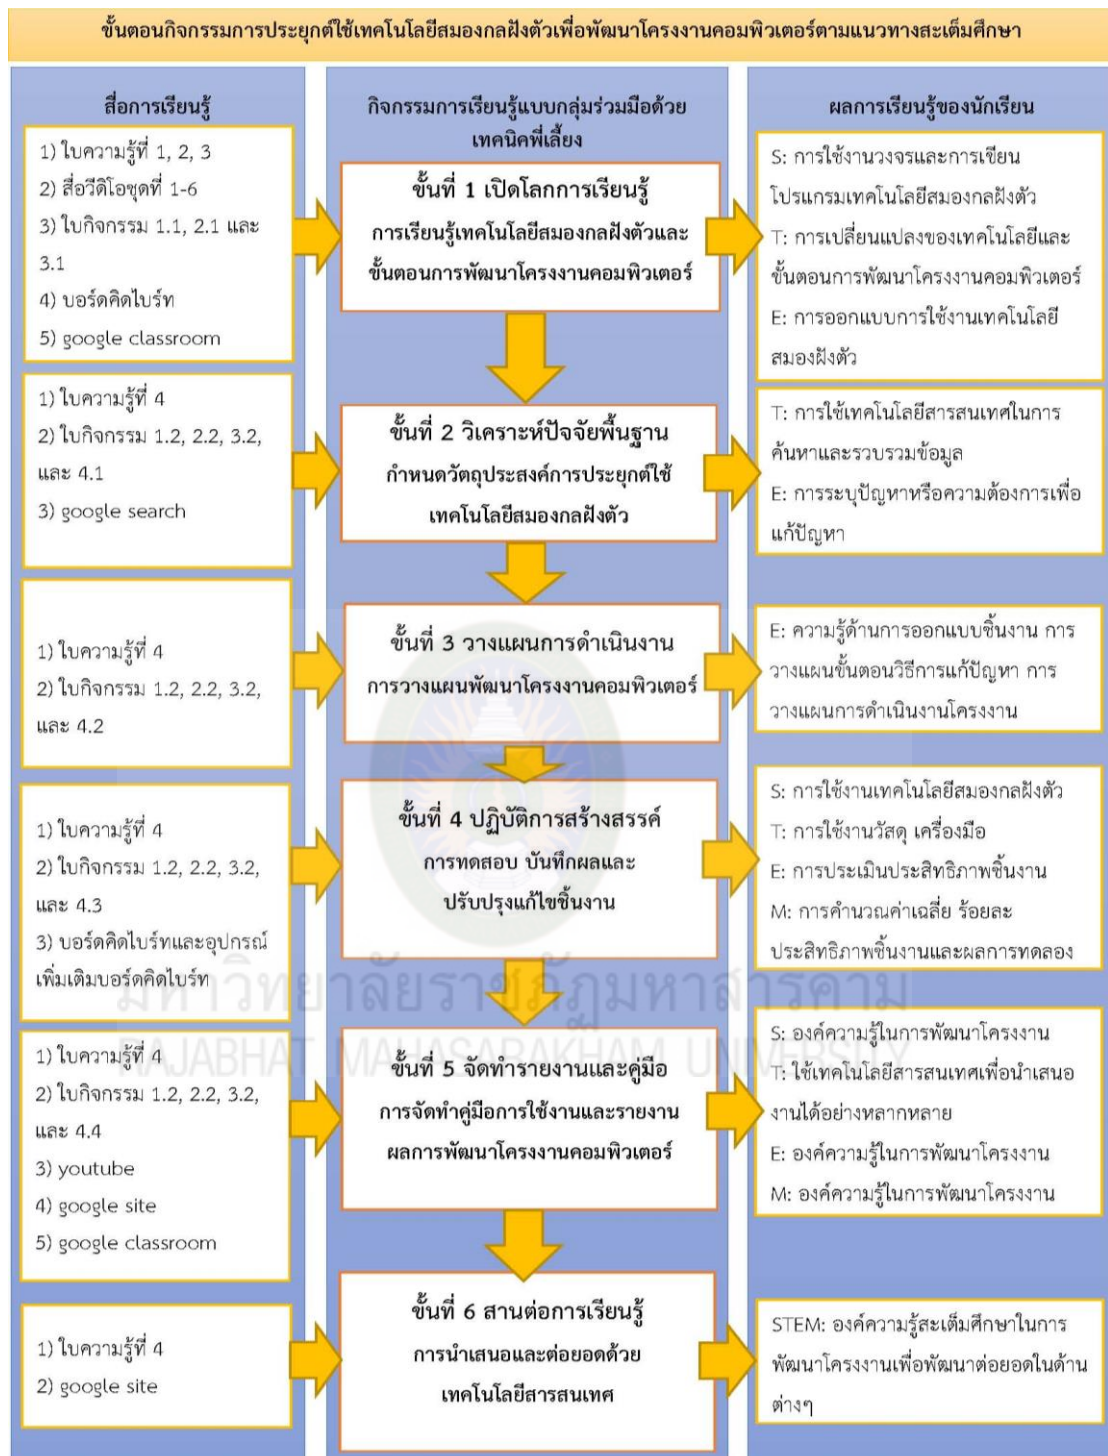 ขั้นตอนกิจกรรมการประยุกต์ใช้เทคโนโลยีสมองกลฝังตัวเพื่อพัฒนาโครงงานคอมพิวเตอร์ตามแนวทางสะเต็มศึกษา
สื่อการเรียนรู้
1) ใบความรู้ที่ 1, 2, 3
2) สื่อวีดิโอชุดที่ 1-6
3) ใบกิจกรรม 1.1, 2.1 และ
3.1
4) บอร์ดคิดไบร์ท
5) google classroom
กิจกรรมการเรียนรู้แบบกลุ่มร่วมมือด้วย
เทคนิคพี่เลี้ยง
ขั้นที่ 1 เปิดโลกการเรียนรู้
การเรียนรู้เทคโนโลยีสมองกลฝังตัวและ
ขั้นตอนการพัฒนาโครงงานคอมพิวเตอร์
ผลการเรียนรู้ของนักเรียน
S: การใช้งานวงจรและการเขียน
โปรแกรมเทคโนโลยีสมองกลฝังตัว
T: การเปลี่ยนแปลงของเทคโนโลยีและ
ขั้นตอนการพัฒนาโครงงานคอมพิวเตอร์
E: การออกแบบการใช้งานเทคโนโลยี
สมองฝังตัว
1) ใบความรู้ที่ 4
2) ใบกิจกรรม 1.2, 2.2, 3.2,
และ 4.1
3) google search
ขั้นที่ 2 วิเคราะห์ปัจจัยพื้นฐาน
กำหนดวัตถุประสงค์การประยุกต์ใช้
เทคโนโลยีสมองกลฝังตัว
T: การใช้เทคโนโลยีสารสนเทศในการ
ค้นหาและรวบรวมข้อมูล
E: การระบุปัญหาหรือความต้องการเพื่อ
แก้ปัญหา
1) ใบความรู้ที่ 4
2) ใบกิจกรรม 1.2, 2.2, 3.2,
และ 4.2
ขั้นที่ 3 วางแผนการดำเนินงาน
การวางแผนพัฒนาโครงงานคอมพิวเตอร์
E: ความรู้ด้านการออกแบบชิ้นงาน การ
วางแผนขั้นตอนวิธีการแก้ปัญหา การ
วางแผนการดำเนินงานโครงงาน
1) ใบความรู้ที่ 4
2) ใบกิจกรรม 1.2, 2.2, 3.2,
และ 4.3
3) บอร์ดคิดไบร์ทและอุปกรณ์
เพิ่มเติมบอร์ดคิดไบร์ท
ขั้นที่ 4 ปฏิบัติการสร้างสรรค์
การทดสอบ บันทึกผลและ
ปรับปรุงแก้ไขชิ้นงาน
S: การใช้งานเทคโนโลยีสมองกลฝังตัว
T: การใช้งานวัสดุ เครื่องมือ
E: การประเมินประสิทธิภาพชิ้นงาน
M: การคำนวณค่าเฉลี่ย ร้อยละ
ประสิทธิภาพชิ้นงานและผลการทดลอง
มหาวิทยาลัยราชภัฏมหาสารคาม
RAJABHAT MAHASARAKHAM UNIVERSITY
1) ใบความรู้ที่ 4
2) ใบกิจกรรม 1.2, 2.2, 3.2,
และ 4.4
3) youtube
4) google site
5) google classroom
ขั้นที่ 5 จัดทำรายงานและคู่มือ
การจัดทำคู่มือการใช้งานและรายงาน
ผลการพัฒนาโครงงานคอมพิวเตอร์
S: องค์ความรู้ในการพัฒนาโครงงาน
T: ใช้เทคโนโลยีสารสนเทศเพื่อนำเสนอ
งานได้อย่างหลากหลาย
E: องค์ความรู้ในการพัฒนาโครงงาน
M: องค์ความรู้ในการพัฒนาโครงงาน
1) ใบความรู้ที่ 4
2) google site
ขั้นที่ 6 สานต่อการเรียนรู้
การนำเสนอและต่อยอดด้วย
เทคโนโลยีสารสนเทศ
STEM: องค์ความรู้สะเต็มศึกษาในการ
พัฒนาโครงงานเพื่อพัฒนาต่อยอดในด้าน
ต่างๆ